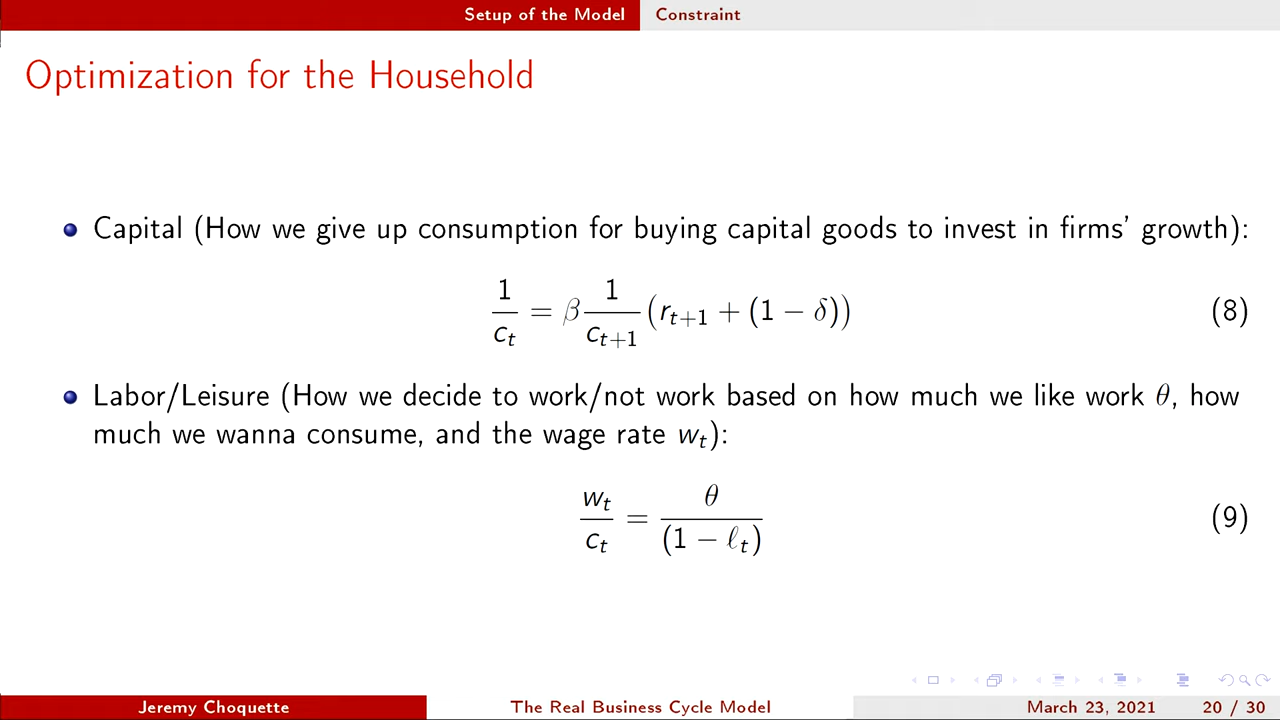 Setup of the Model Constraint
Optimization for the Household
Capital (How we give up consumption for buying capital goods to invest in firms' growth):
1/c_t = β 1/c_{t+1} (r_{t+1} + (1 − δ)) (8)
Labor/Leisure (How we decide to work/not work based on how much we like work θ, how
much we wanna consume, and the wage rate w_t):
w_t/c_t = θ/(1 − ℓ_t) (9)
Jeremy Choquette The Real Business Cycle Model March 23, 2021 20 / 30